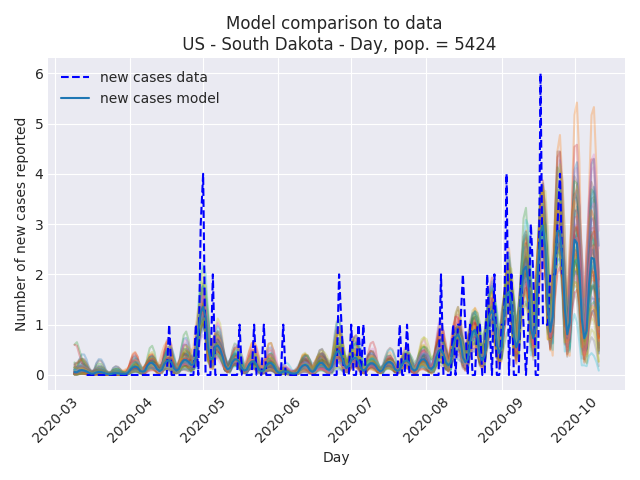 Model comparison to data
US - South Dakota - Day, pop. = 5424
new cases data
new cases model
Number of new cases reported
6
5
4
3
2
1
0
2020-03
2020-04
2020-05
2020-06
2020-07
2020-08
2020-09
2020-10
Day